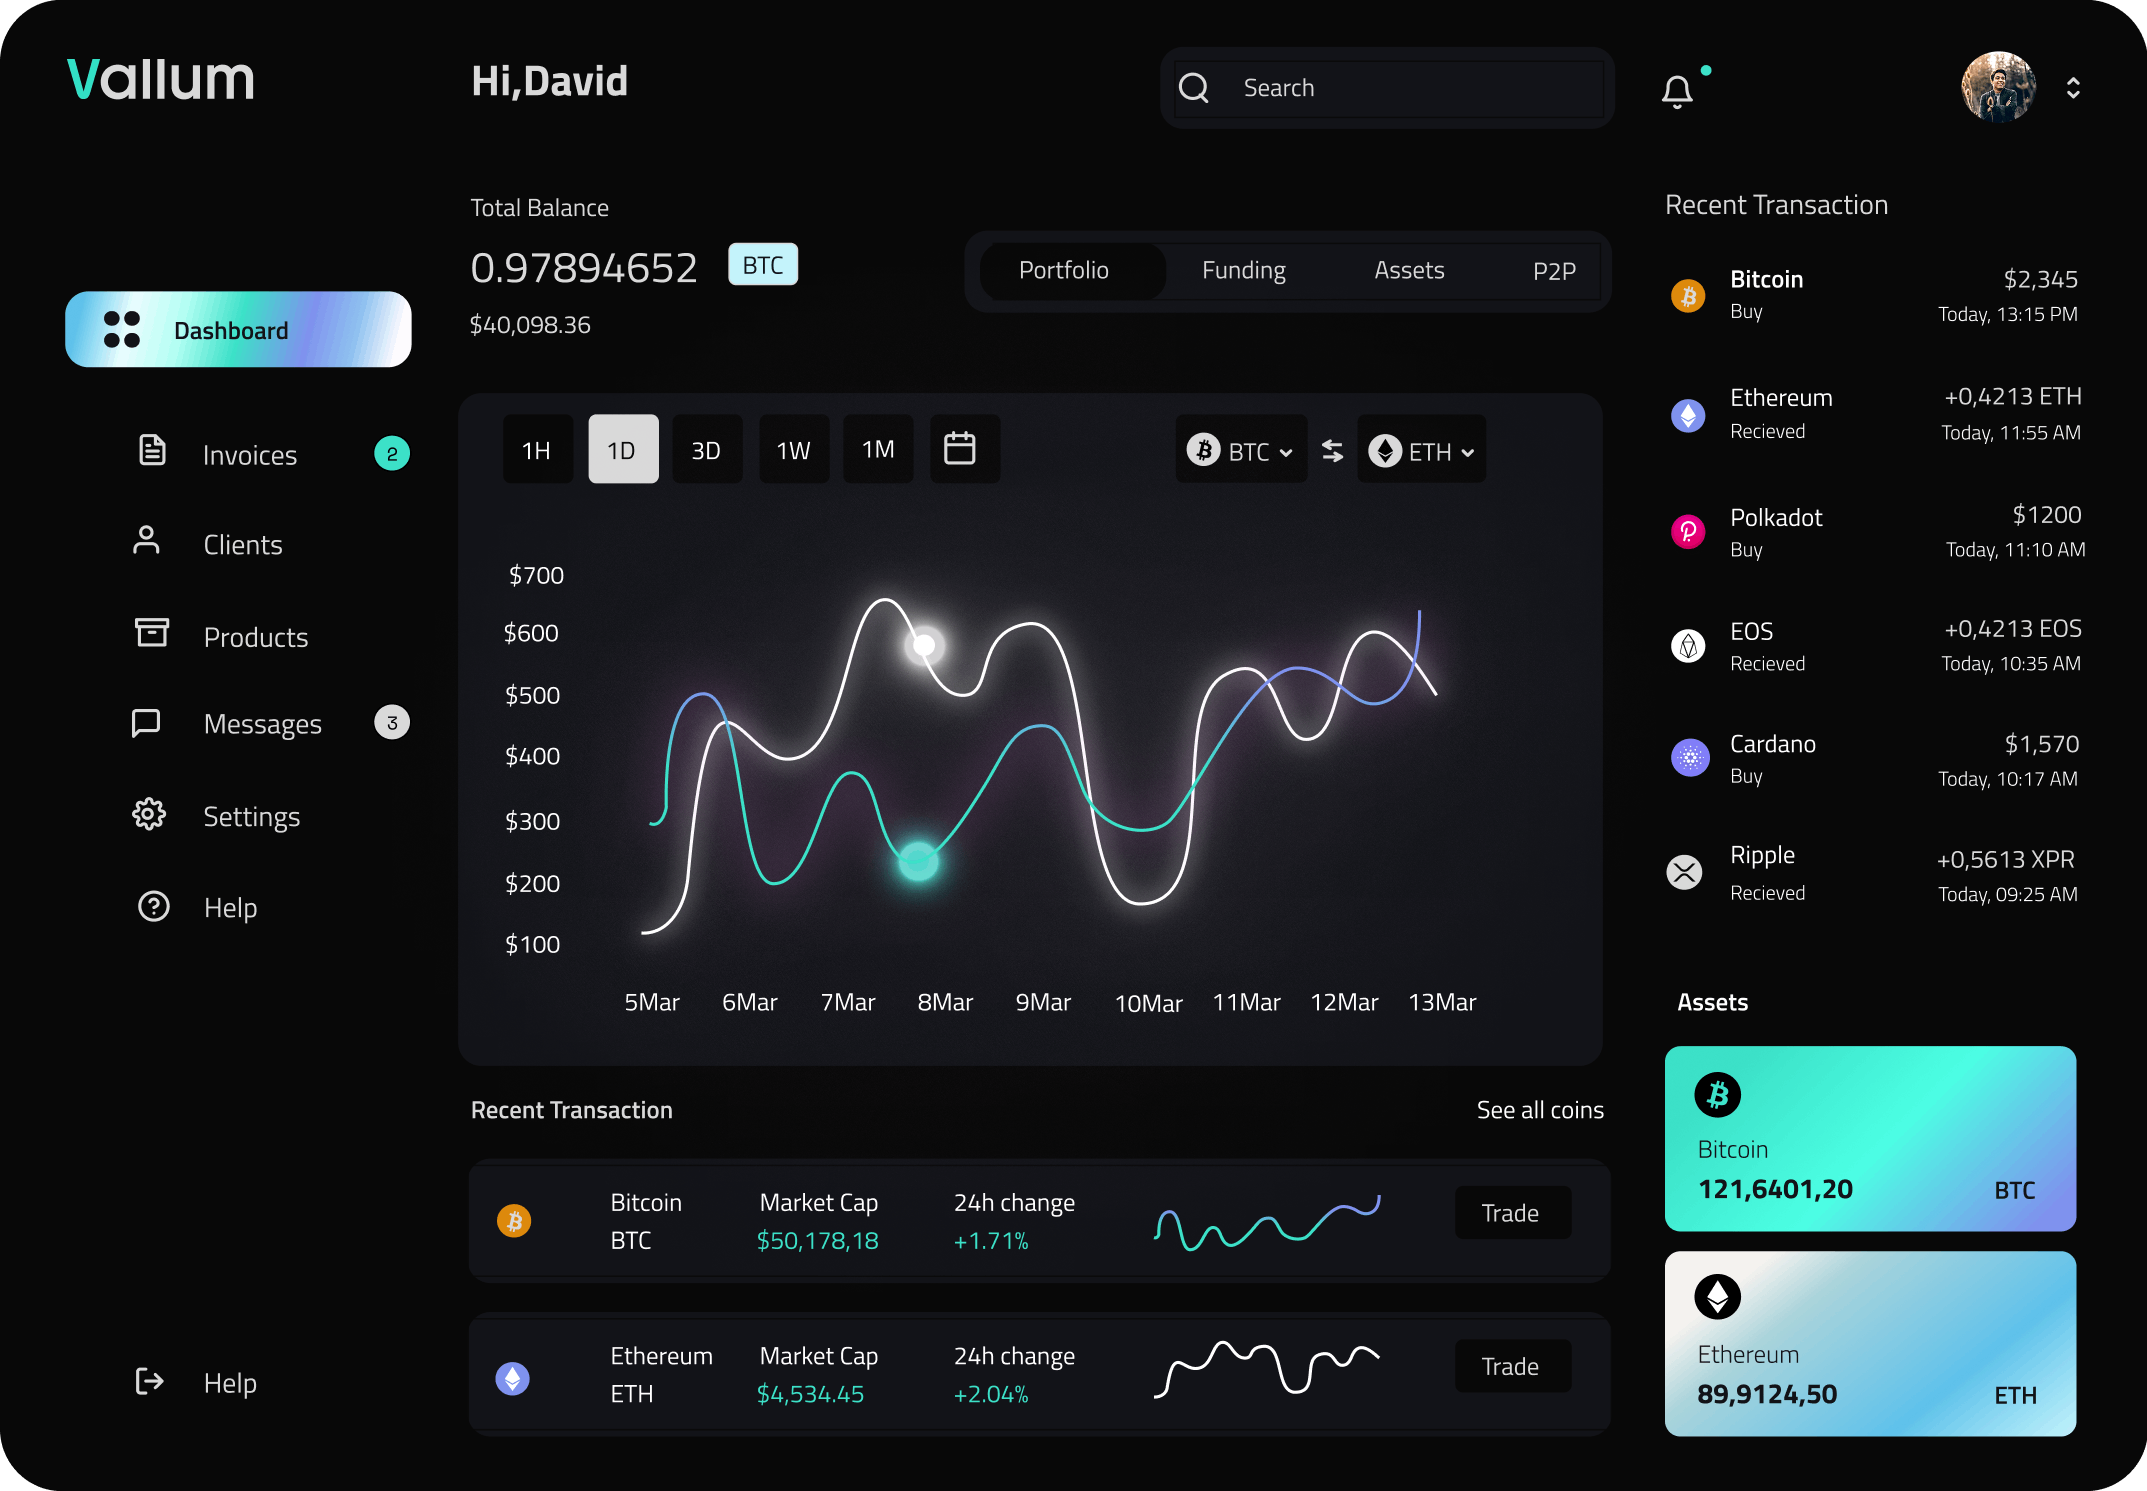 Vallum
Hi,David
Search
Dashboard
Invoices 2
Clients
Products
Messages 3
Settings
Help
Help
Total Balance
0.97894652 BTC
$40,098.36
Portfolio Funding Assets P2P
1H 1D 3D 1W 1M
BTC ETH
$700
$600
$500
$400
$300
$200
$100
5Mar 6Mar 7Mar 8Mar 9Mar 10Mar 11Mar 12Mar 13Mar
Recent Transaction See all coins
Bitcoin Market Cap 24h change
BTC $50,178,18 +1.71%
Trade
Ethereum Market Cap 24h change
ETH $4,534.45 +2.04%
Trade
Recent Transaction
Bitcoin $2,345
Buy Today, 13:15 PM
Ethereum +0,4213 ETH
Recieved Today, 11:55 AM
Polkadot $1200
Buy Today, 11:10 AM
EOS +0,4213 EOS
Recieved Today, 10:35 AM
Cardano $1,570
Buy Today, 10:17 AM
Ripple +0,5613 XPR
Recieved Today, 09:25 AM
Assets
Bitcoin
121,6401,20 BTC
Ethereum
89,9124,50 ETH